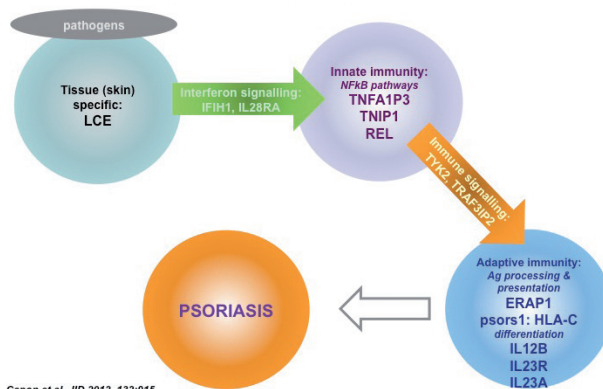 pathogens
Tissue (skin)
specific:
LCE
Interferon signalling:
IFIH1, IL28RA
Innate immunity:
NFkB pathways
TNFA1P3
TNIP1
REL
Immune signalling:
TYK2, TRAF3IP2
Adaptive immunity:
Ag processing &
presentation
ERAP1
psors1: HLA-C
differentiation
IL12B
IL23R
IL23A
PSORIASIS